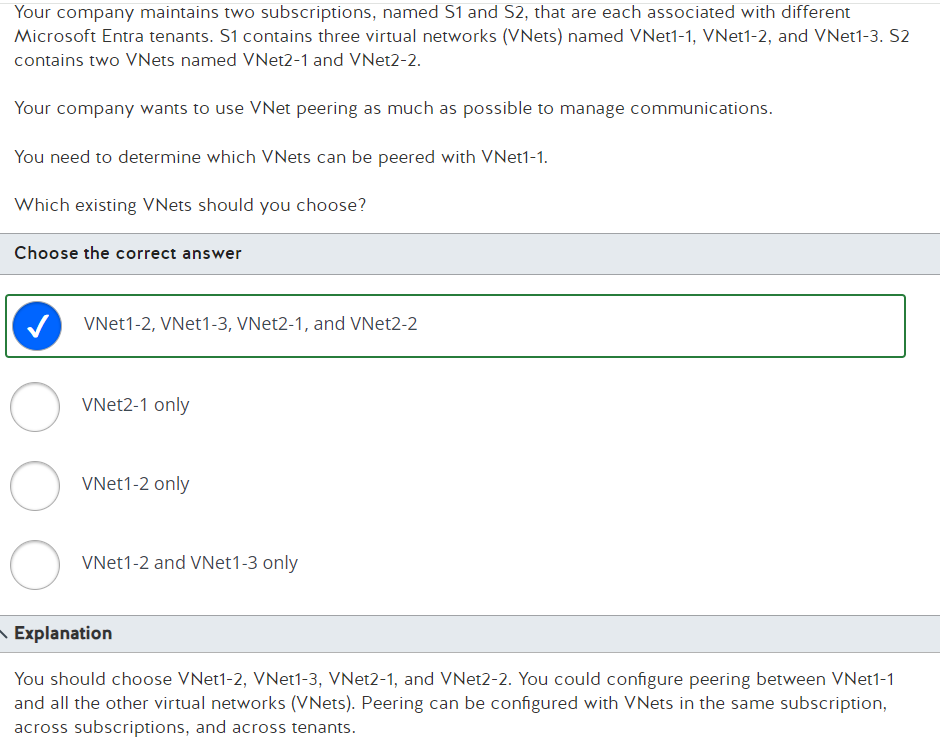 Your company maintains two subscriptions, named S1 and S2, that are each associated with different
Microsoft Entra tenants. S1 contains three virtual networks (VNets) named VNet1-1, VNet1-2, and VNet1-3. S2
contains two VNets named VNet2-1 and VNet2-2.
Your company wants to use VNet peering as much as possible to manage communications.
You need to determine which VNets can be peered with VNet1-1.
Which existing VNets should you choose?
Choose the correct answer
VNet1-2, VNet1-3, VNet2-1, and VNet2-2
VNet2-1 only
VNet1-2 only
VNet1-2 and VNet1-3 only
Explanation
You should choose VNet1-2, VNet1-3, VNet2-1, and VNet2-2. You could configure peering between VNet1-1
and all the other virtual networks (VNets). Peering can be configured with VNets in the same subscription,
across subscriptions, and across tenants.